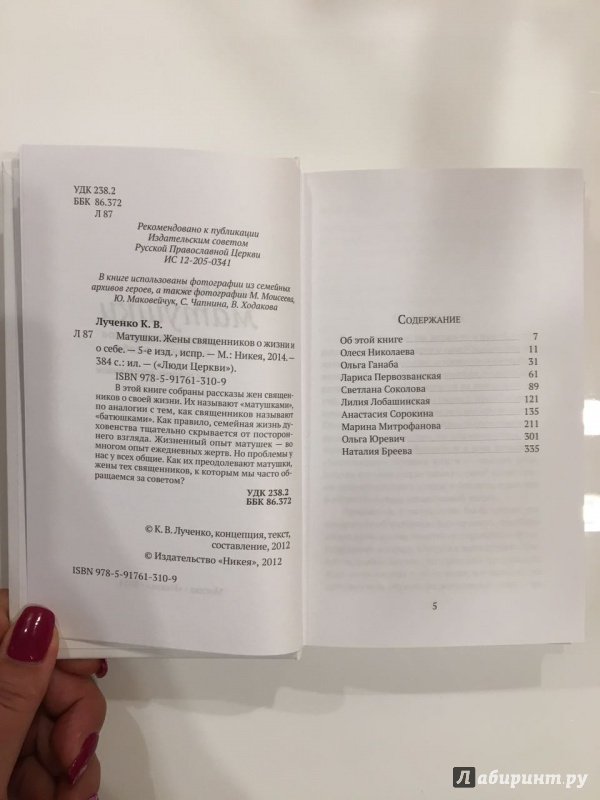 УДК 238.2
ББК 86.372
Л 87
Рекомендовано к публикации
Издательским советом
Русской Православной Церкви
ИС 12-205-0341
В книге использованы фотографии из семейных
архивов героев, а также фотографии М. Моисеева,
Ю. Маковейчук, С. Чапнина, В. Ходакова
Лученко К. В.
Л 87 Матушки. Жены священников о жизни и
о себе. — 5-е изд., испр. — М.: Никея, 2014.—
384 с.: ил. — («Люди Церкви»).
ISBN 978-5-91761-310-9
В этой книге собраны рассказы жен священ-
ников о своей жизни. Их называют «матушками»,
по аналогии с тем, как священников называют
«батюшками». Как правило, семейная жизнь ду-
ховенства тщательно скрывается от посторон-
него взгляда. Жизненный опыт матушек — во
многом опыт ежедневных жертв. Но проблемы у
нас у всех общие. Как их преодолевают матушки,
жены тех священников, к которым мы часто об-
ращаемся за советом?
УДК 238.2
ББК 86.372
© К. В. Лученко, концепция, текст,
составление, 2012
© Издательство «Никея», 2012
ISBN 978-5-91761-310-9
Содержание
Об этой книге 7
Олеся Николаева 11
Ольга Ганаба 31
Лариса Первозванская 61
Светлана Соколова 89
Лилия Лобашинская 121
Анастасия Сорокина 135
Марина Митрофанова 211
Ольга Юревич 301
Наталия Бреева 335
5
Лабиринт.ру